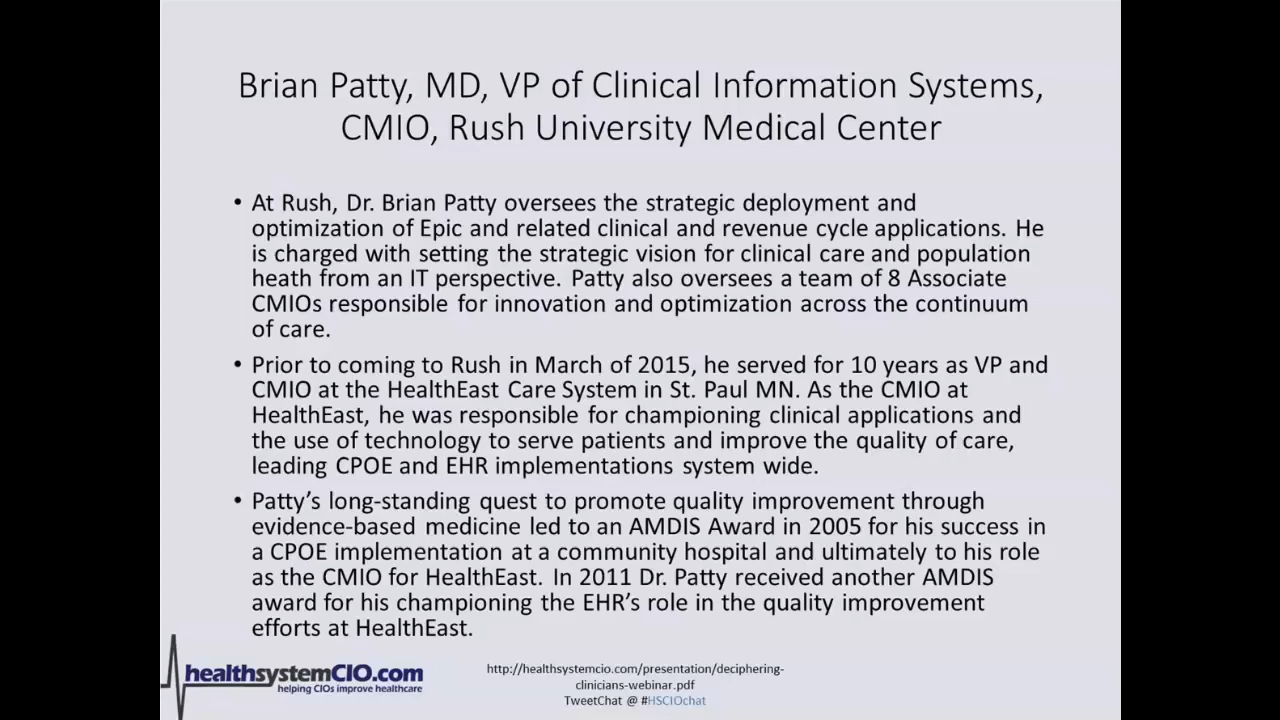 Brian Patty, MD, VP of Clinical Information Systems,
CMIO, Rush University Medical Center
• At Rush, Dr. Brian Patty oversees the strategic deployment and
optimization of Epic and related clinical and revenue cycle applications. He
is charged with setting the strategic vision for clinical care and population
heath from an IT perspective. Patty also oversees a team of 8 Associate
CMIOs responsible for innovation and optimization across the continuum
of care.
• Prior to coming to Rush in March of 2015, he served for 10 years as VP and
CMIO at the HealthEast Care System in St. Paul MN. As the CMIO at
HealthEast, he was responsible for championing clinical applications and
the use of technology to serve patients and improve the quality of care,
leading CPOE and EHR implementations system wide.
• Patty’s long-standing quest to promote quality improvement through
evidence-based medicine led to an AMDIS Award in 2005 for his success in
a CPOE implementation at a community hospital and ultimately to his role
as the CMIO for HealthEast. In 2011 Dr. Patty received another AMDIS
award for his championing the EHR’s role in the quality improvement
efforts at HealthEast.
healthsystemCIO.com
helping CIOs improve healthcare
http://healthsystemcio.com/presentation/deciphering-
clinicians-webinar.pdf
TweetChat @ #HSCIOchat